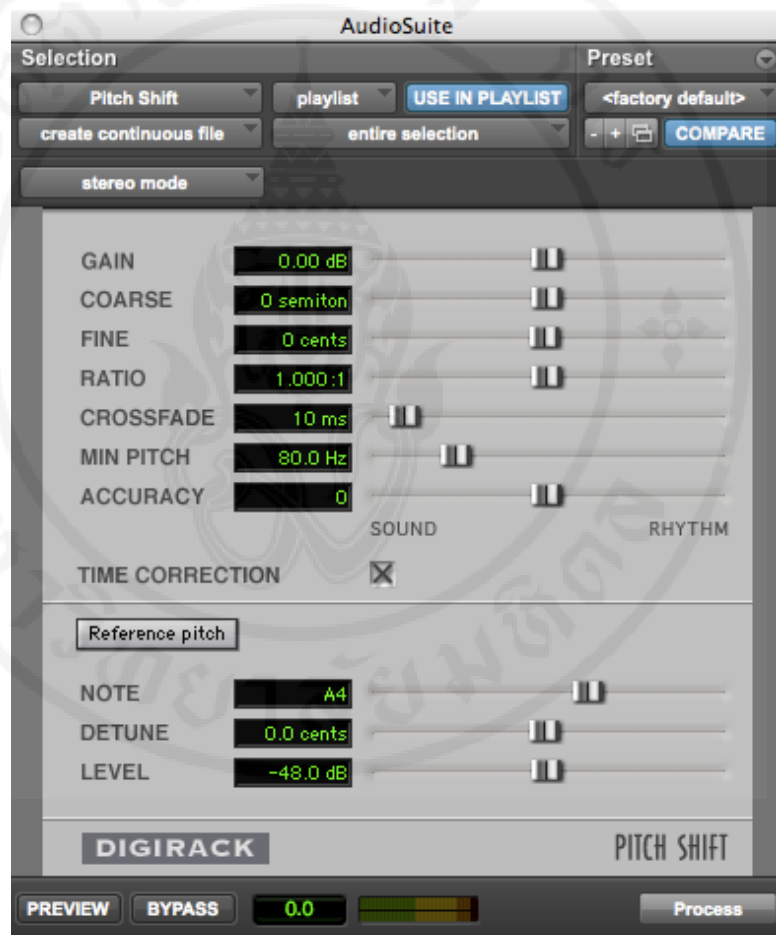 AudioSuite
Selection
Preset
Pitch Shift
playlist
USE IN PLAYLIST
<factory default>
create continuous file
entire selection
- +
COMPARE
stereo mode
GAIN 0.00 dB
COARSE 0 semiton
FINE 0 cents
RATIO 1.000:1
CROSSFADE 10 ms
MIN PITCH 80.0 Hz
ACCURACY 0
SOUND RHYTHM
TIME CORRECTION
Reference pitch
NOTE A4
DETUNE 0.0 cents
LEVEL -48.0 dB
DIGIRACK PITCH SHIFT
PREVIEW BYPASS 0.0 Process